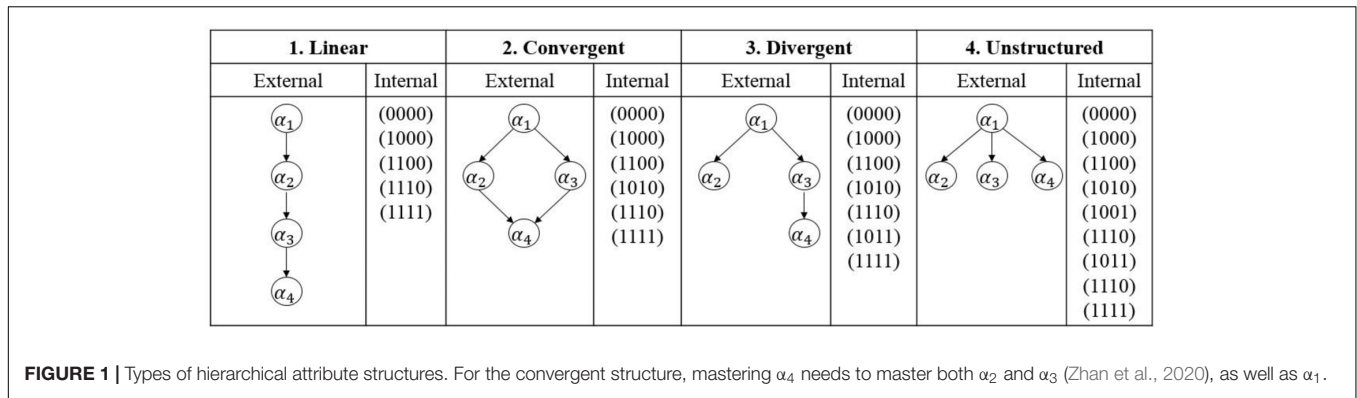 1. Linear 2. Convergent 3. Divergent 4. Unstructured
External Internal External Internal External Internal External Internal
α1
α2
α3
α4
(0000)
(1000)
(1100)
(1110)
(1111)
α1
α2 α3
α4
(0000)
(1000)
(1100)
(1010)
(1110)
(1111)
α1
α2 α3
α4
(0000)
(1000)
(1100)
(1010)
(1110)
(1011)
(1111)
α1
α2 α3 α4
(0000)
(1000)
(1100)
(1010)
(1001)
(1110)
(1011)
(1110)
(1111)
FIGURE 1 | Types of hierarchical attribute structures. For the convergent structure, mastering α4 needs to master both α2 and α3 (Zhan et al., 2020), as well as α1.